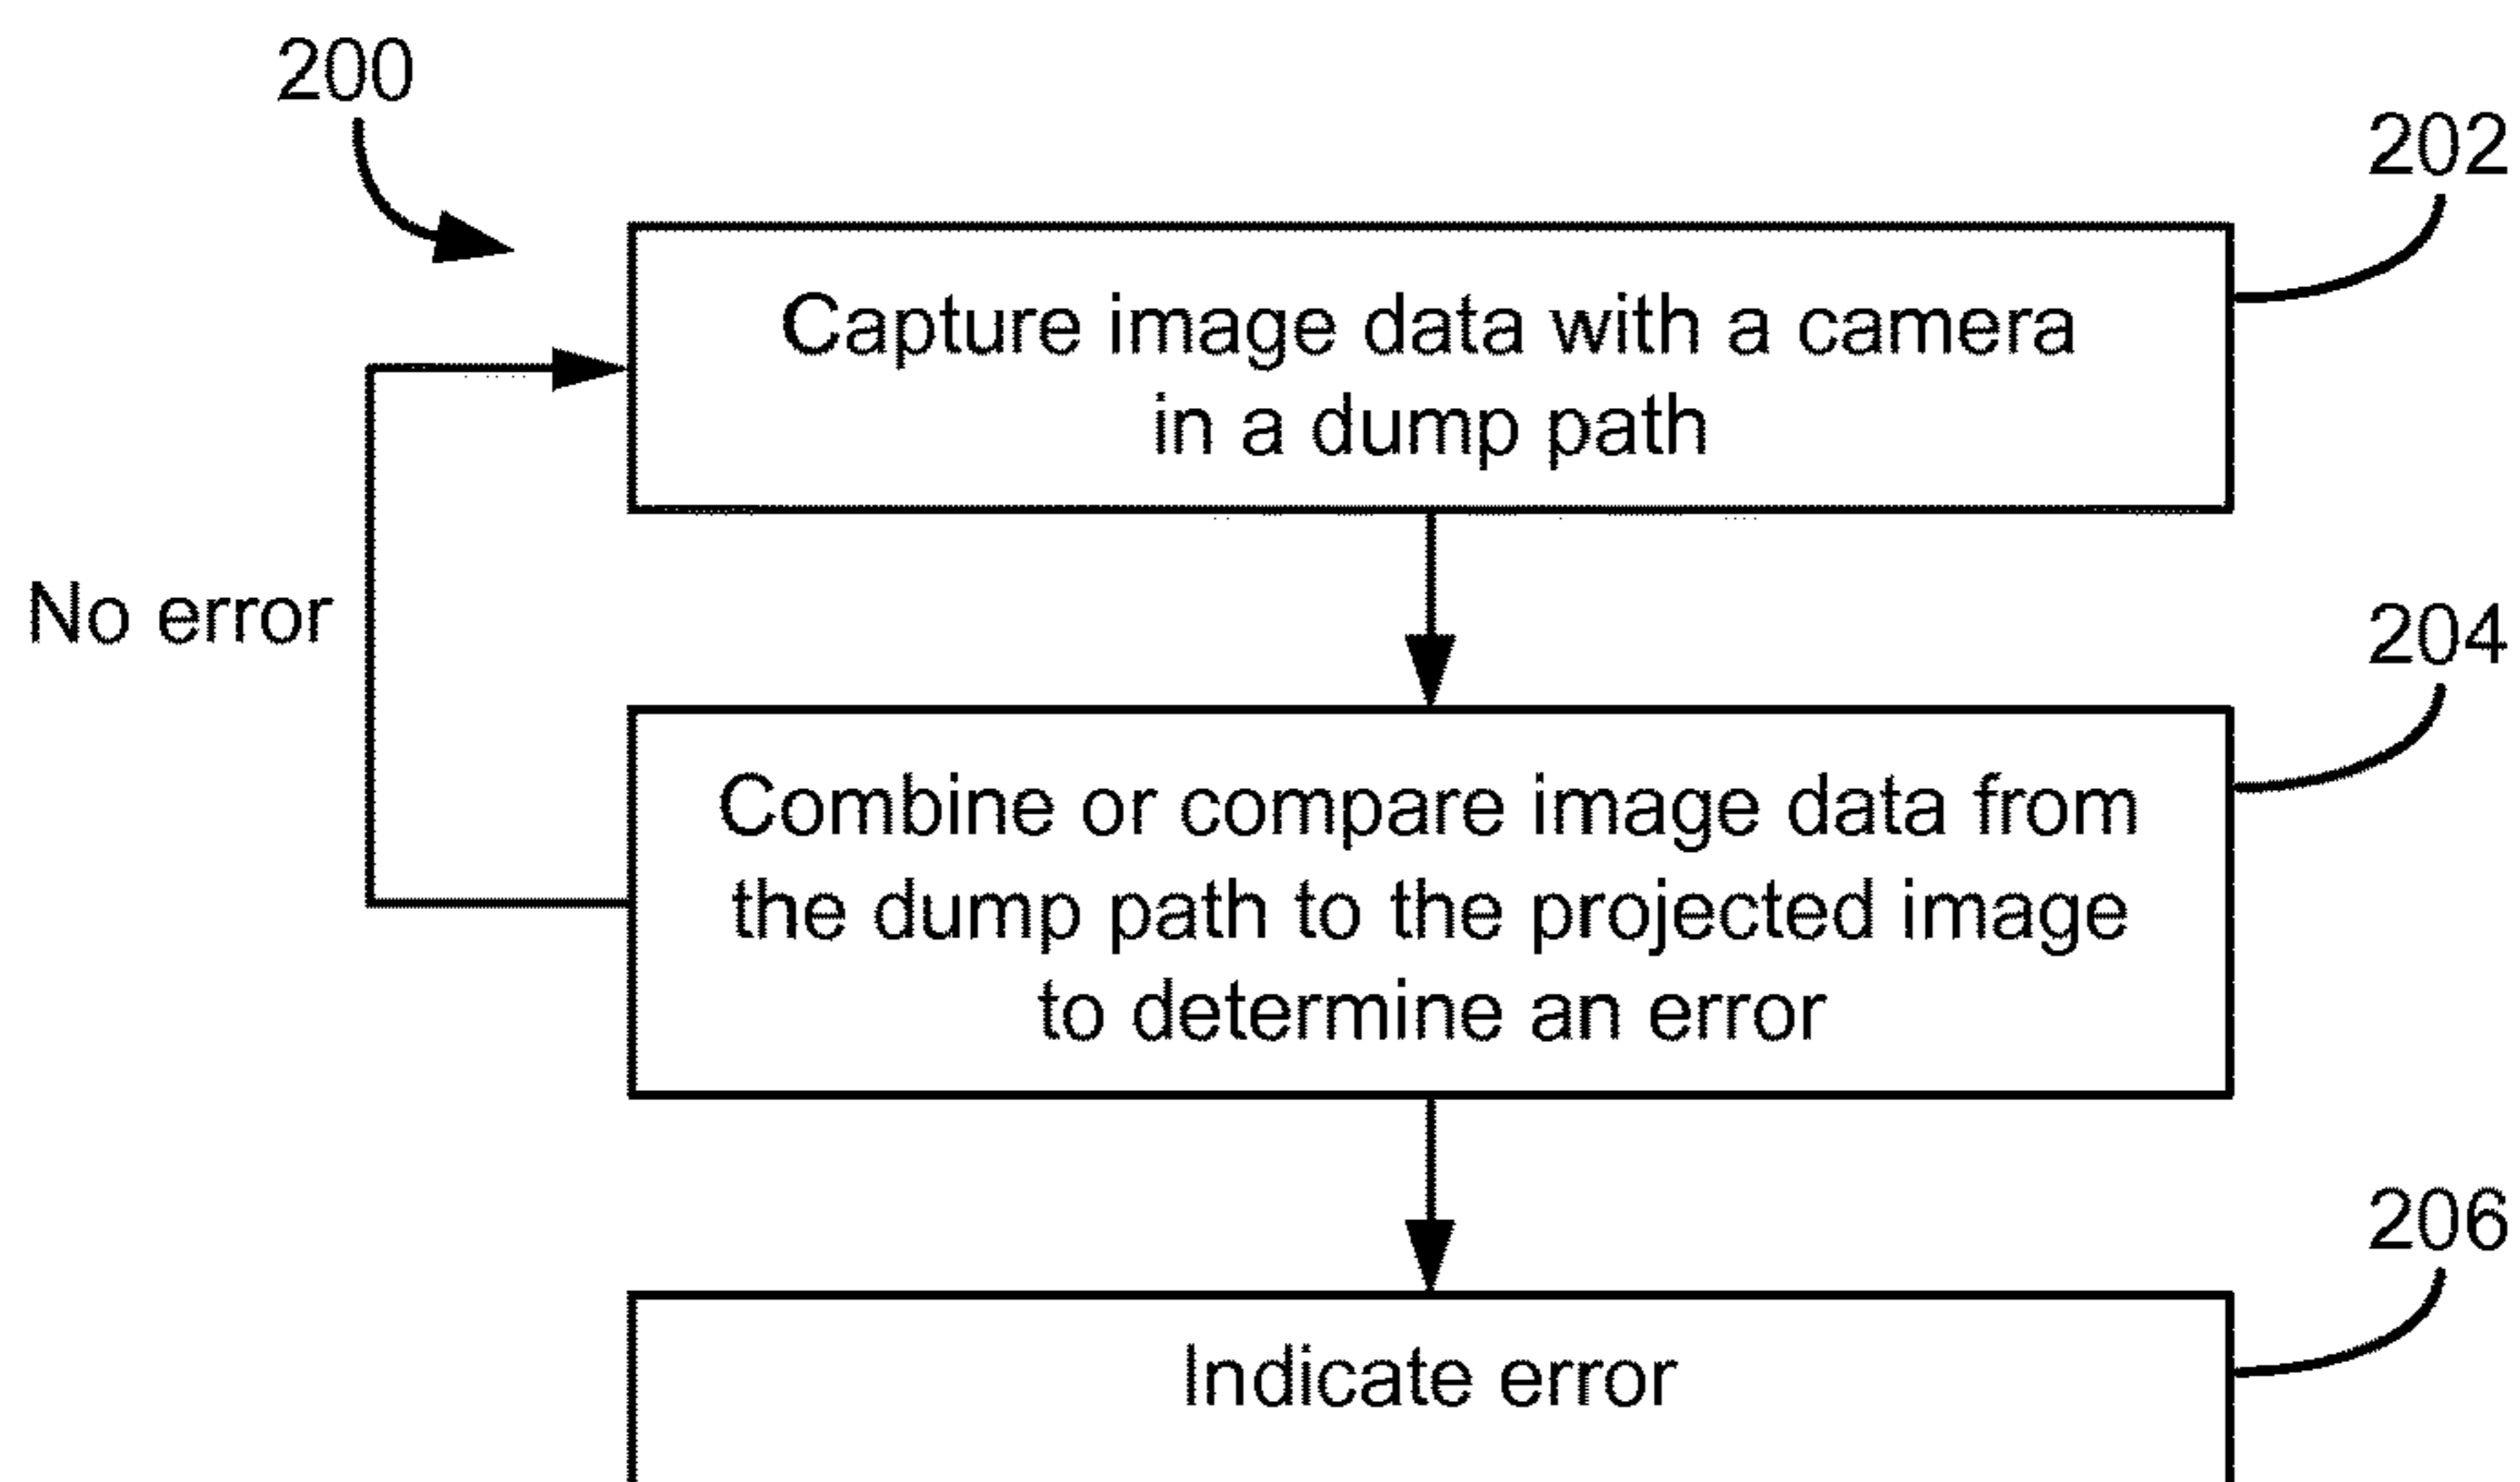 200
202
Capture image data with a camera
in a dump path
No error
204
Combine or compare image data from
the dump path to the projected image
to determine an error
206
Indicate error